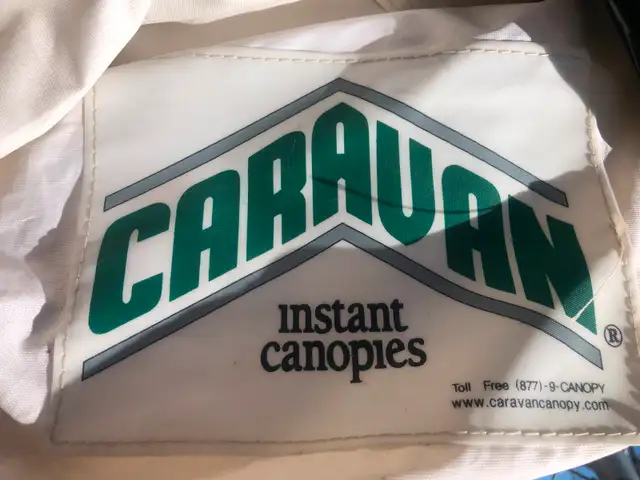 CARAVAN®
instant
canopies
Toll Free (877)-9-CANOPY
www.caravancanopy.com